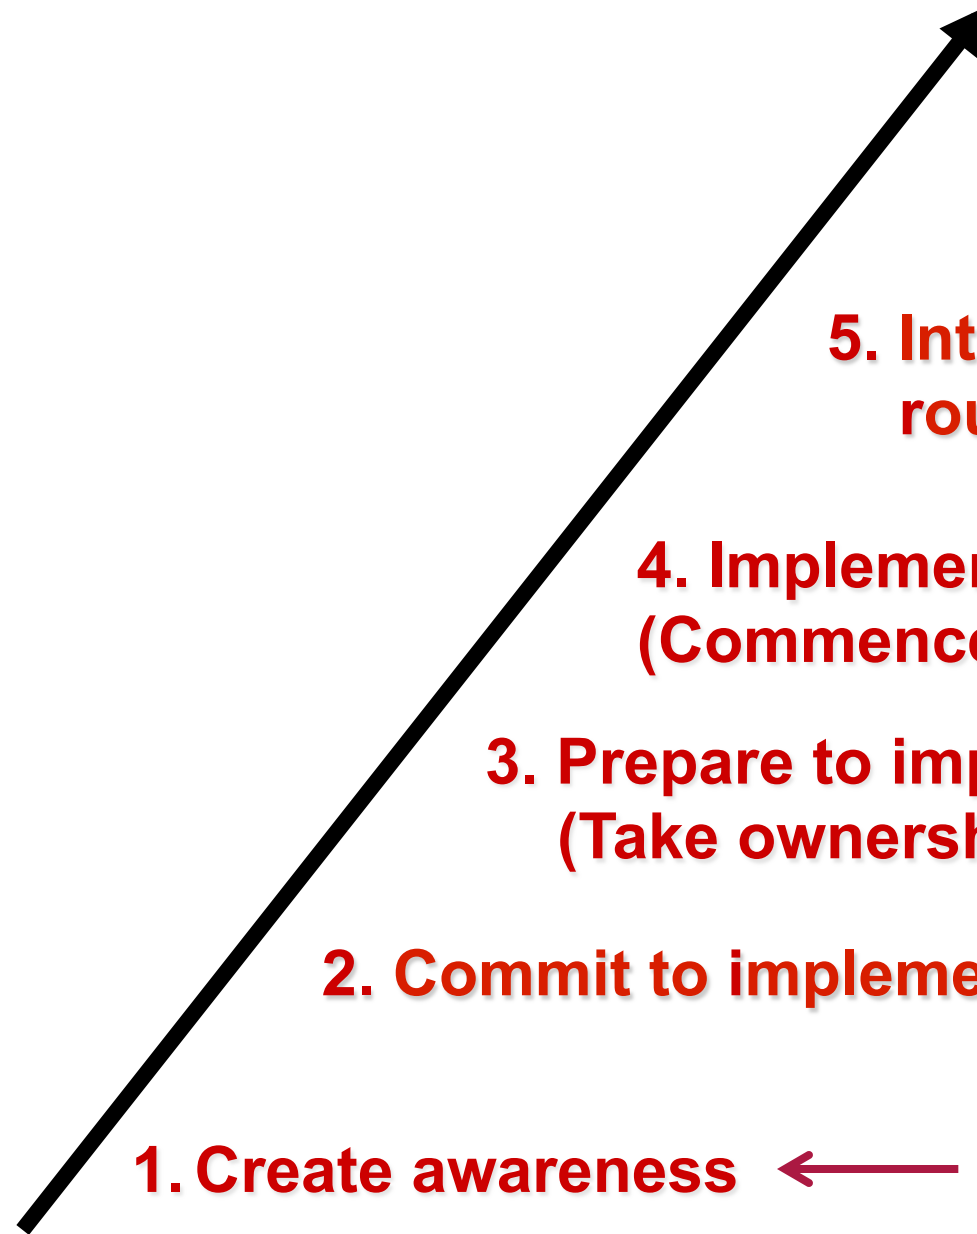 5. Int
rou
4. Implemen
(Commence
3. Prepare to imp
(Take ownersh
2. Commit to impleme
1. Create awareness